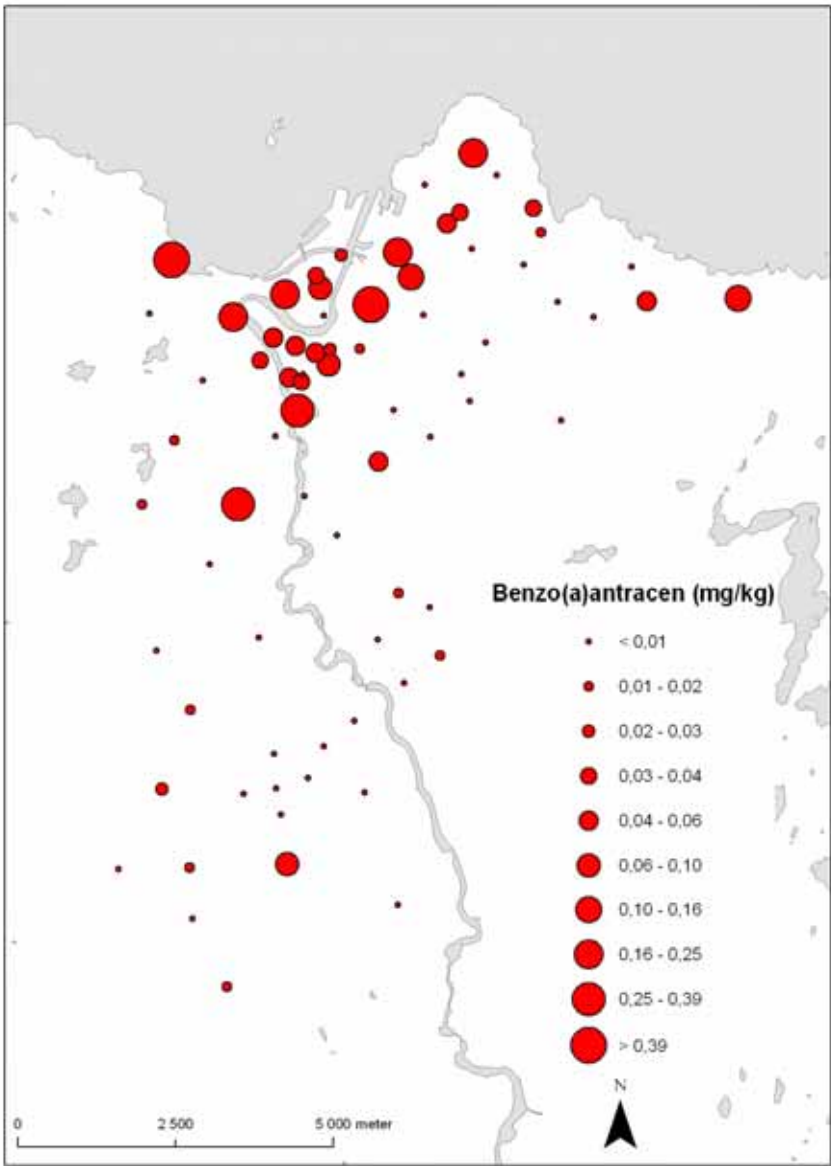 Benzo(a)antracen (mg/kg)
< 0,01
0,01 - 0,02
0,02 - 0,03
0,03 - 0,04
0,04 - 0,06
0,06 - 0,10
0,10 - 0,16
0,16 - 0,25
0,25 - 0,39
> 0,39
N
0 2 500 5 000 meter